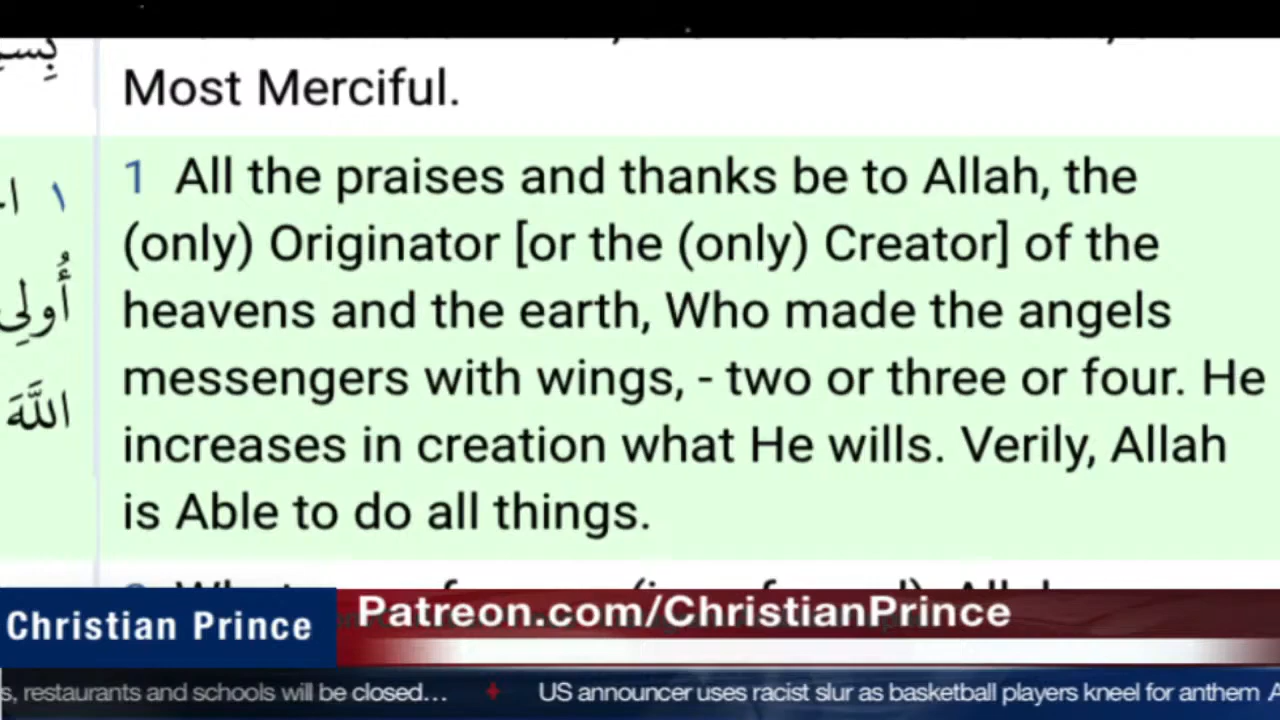 Most Merciful.
1 All the praises and thanks be to Allah, the
(only) Originator [or the (only) Creator] of the
heavens and the earth, Who made the angels
messengers with wings, - two or three or four. He
increases in creation what He wills. Verily, Allah
is Able to do all things.
١
أُولِي
اللَّهَ
Christian Prince
Patreon.com/ChristianPrince
s, restaurants and schools will be closed... US announcer uses racist slur as basketball players kneel for anthem A